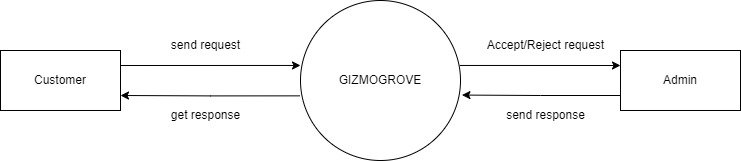 send request
Accept/Reject request
Customer
GIZMOGROVE
Admin
get response
send response